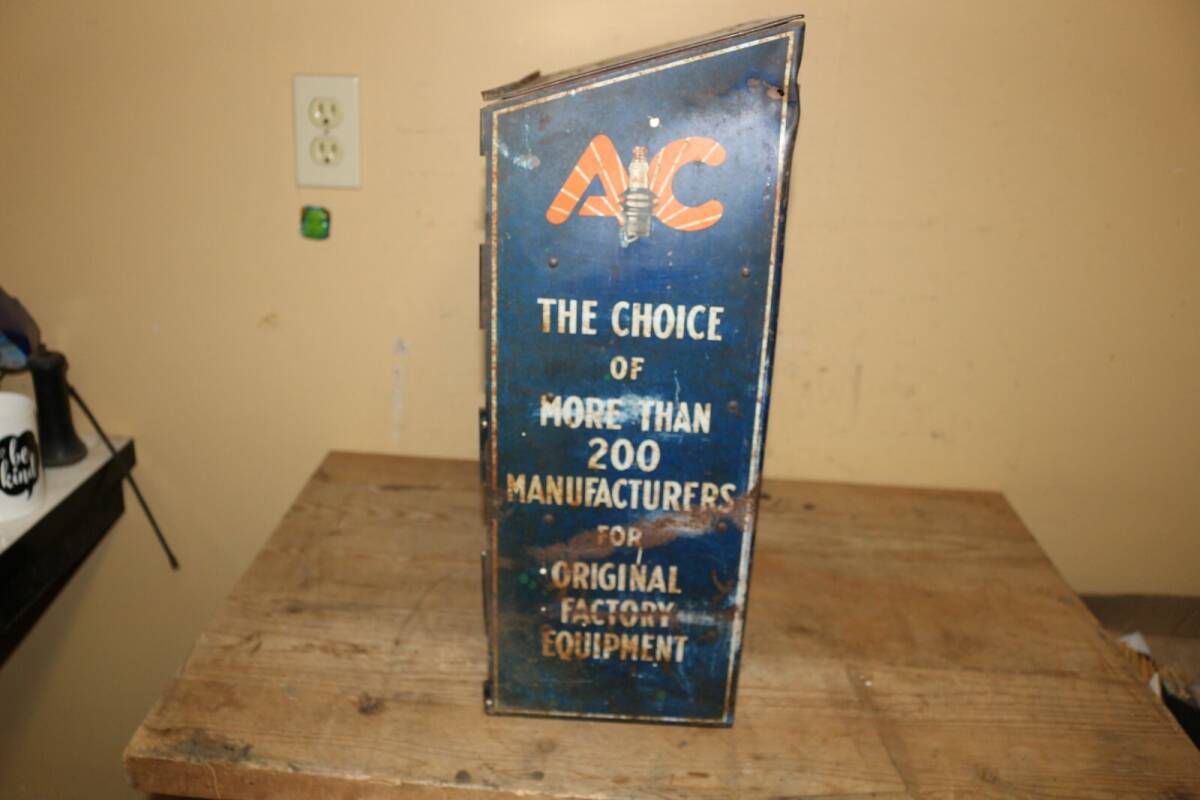 AC
THE CHOICE
OF
MORE THAN
200
MANUFACTURERS
FOR
ORIGINAL
FACTORY
EQUIPMENT
be
kind